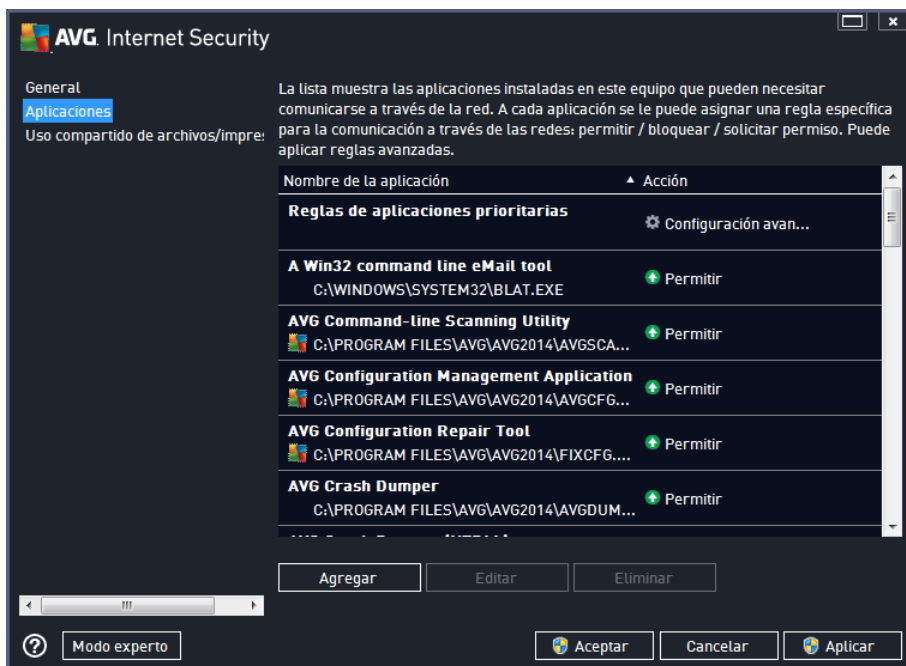 AVG. Internet Security
General
Aplicaciones
Uso compartido de archivos/impre
La lista muestra las aplicaciones instaladas en este equipo que pueden necesitar
comunicarse a través de la red. A cada aplicación se le puede asignar una regla específica
para la comunicación a través de las redes: permitir / bloquear / solicitar permiso. Puede
aplicar reglas avanzadas.
Nombre de la aplicación Acción
Reglas de aplicaciones prioritarias
Configuración avan...
A Win32 command line eMail tool
C:\WINDOWS\SYSTEM32\BLAT.EXE
Permitir
AVG Command-line Scanning Utility
C:\PROGRAM FILES\AVG\AVG2014\AVGSCA...
Permitir
AVG Configuration Management Application
C:\PROGRAM FILES\AVG\AVG2014\AVGCFG...
Permitir
AVG Configuration Repair Tool
C:\PROGRAM FILES\AVG\AVG2014\FIXCFG....
Permitir
AVG Crash Dumper
C:\PROGRAM FILES\AVG\AVG2014\AVGDUM...
Permitir
Agregar Editar Eliminar
Modo experto Aceptar Cancelar Aplicar